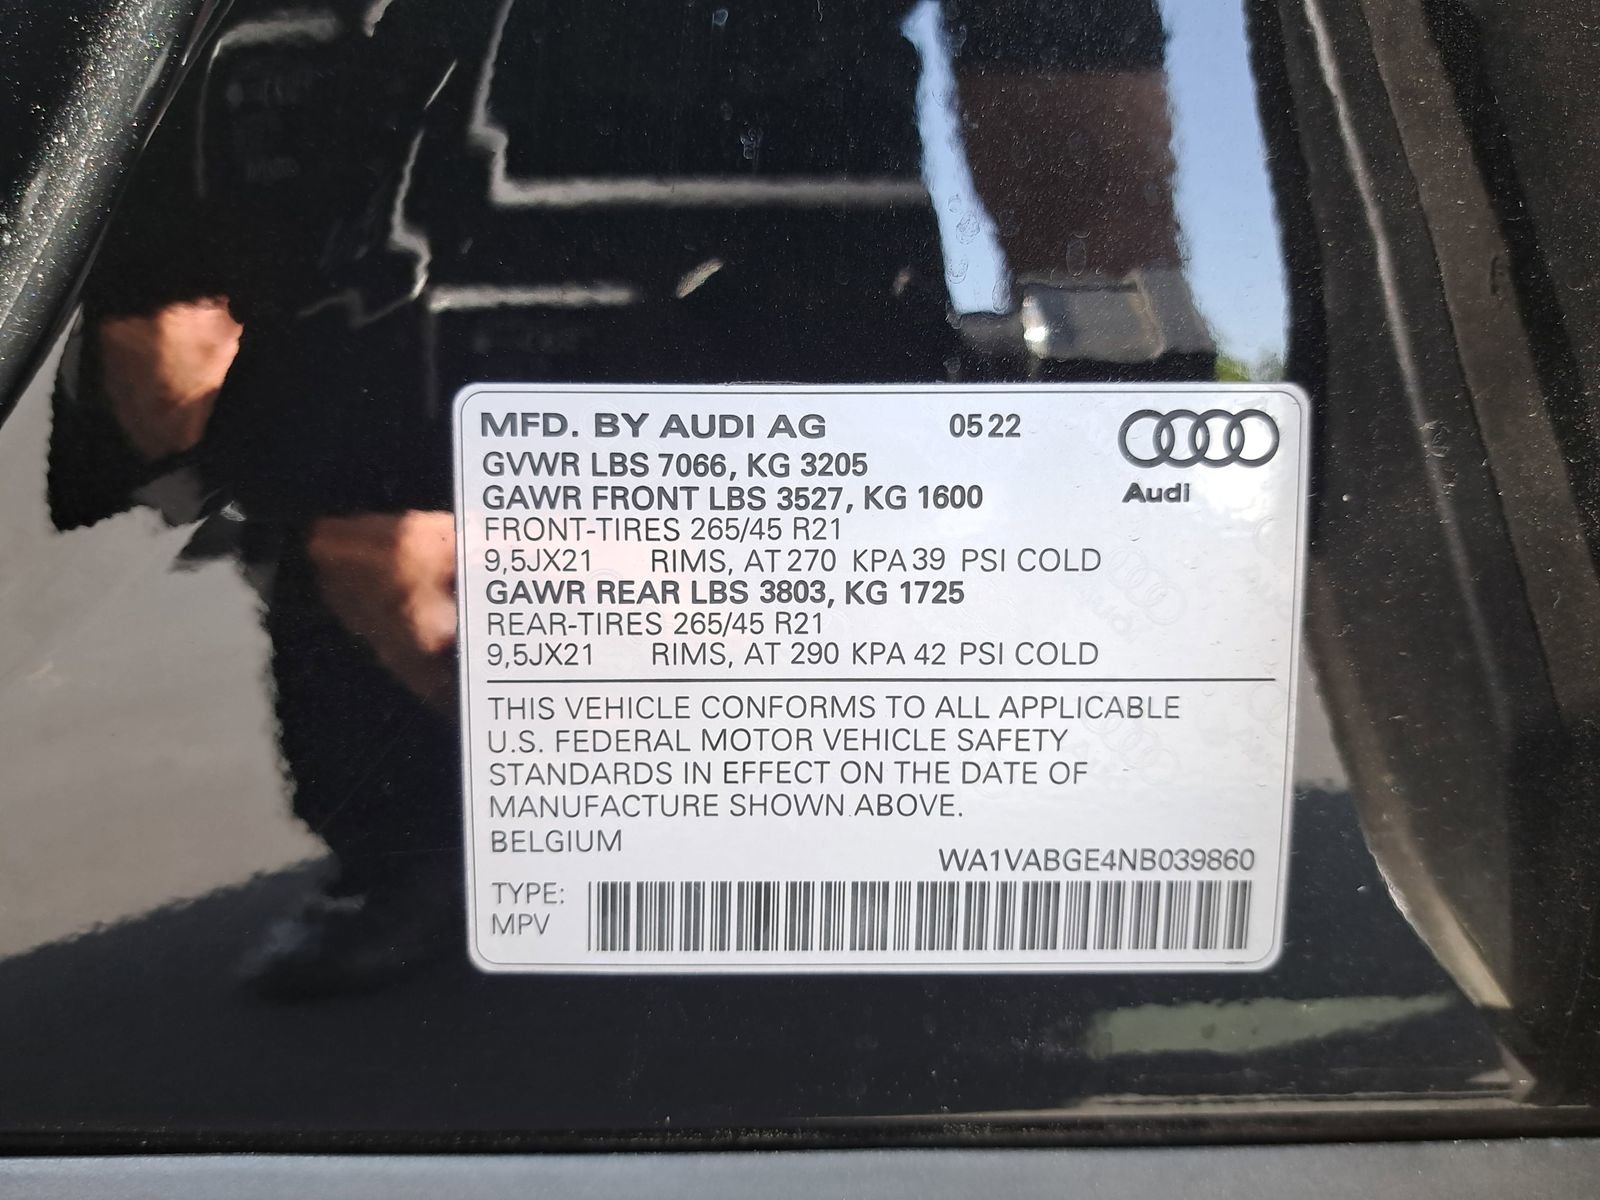 MFD. BY AUDI AG 05 22
GVWR LBS 7066, KG 3205
Audi
GAWR FRONT LBS 3527, KG 1600
FRONT-TIRES 265/45 R21
9,5JX21 RIMS, AT 270 KPA 39 PSI COLD
GAWR REAR LBS 3803, KG 1725
REAR-TIRES 265/45 R21
9,5JX21 RIMS, AT 290 KPA 42 PSI COLD
THIS VEHICLE CONFORMS TO ALL APPLICABLE
U.S. FEDERAL MOTOR VEHICLE SAFETY
STANDARDS IN EFFECT ON THE DATE OF
MANUFACTURE SHOWN ABOVE.
BELGIUM
WA1VABGE4NB039860
TYPE:
MPV